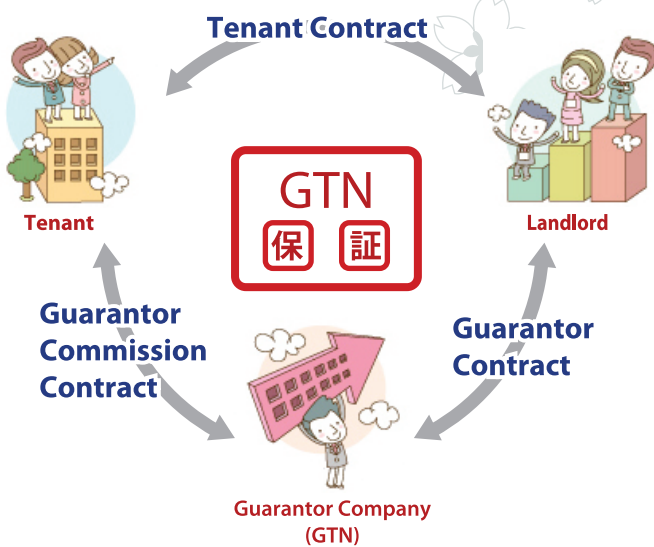 Tenant Contract
Tenant
Landlord
GTN
保 証
Guarantor
Commission
Contract
Guarantor
Contract
Guarantor Company
(GTN)